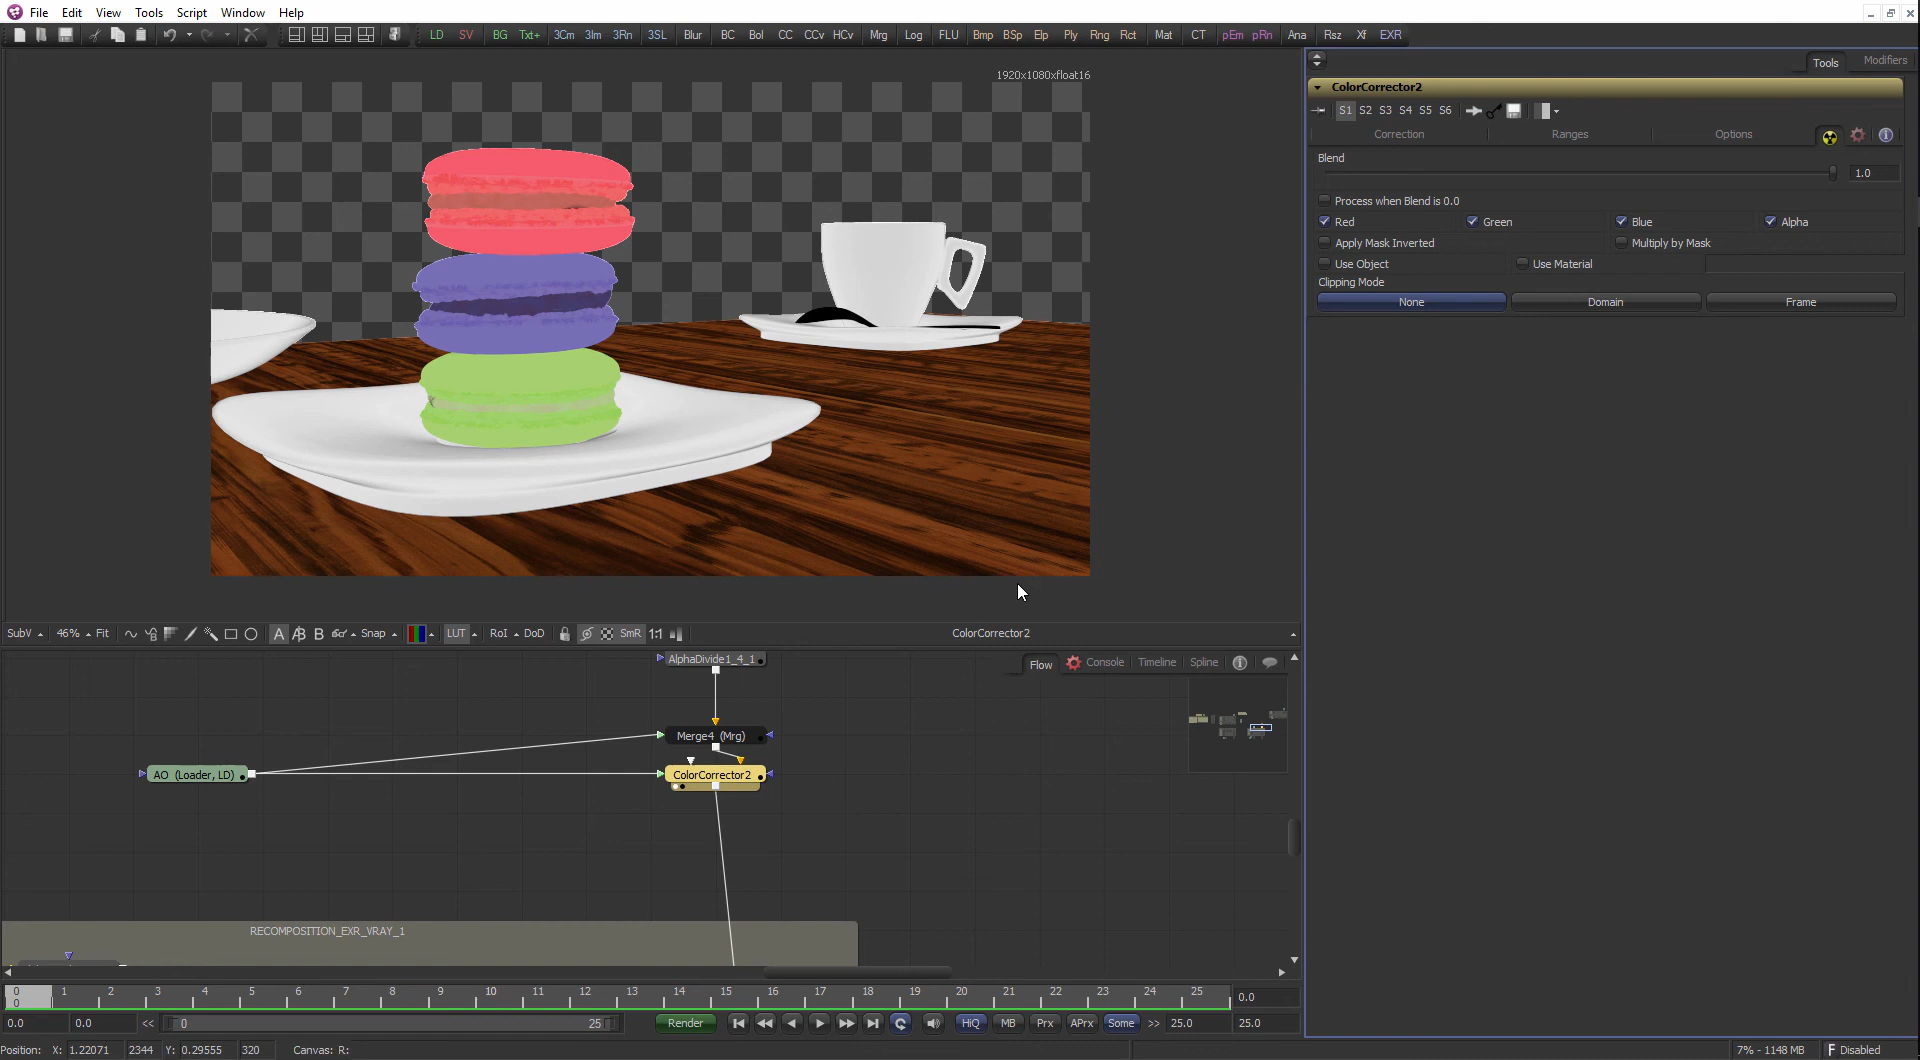 File Edit View Tools Script Window Help
LD SV BG Txt+ 3Cm 3Im 3Rn 3SL Blur BC Bol CC CCv HCv Mrg Log FLU Bmp BSp Elp Ply Rng Rct Mat CT pEm pRn Ana Rsz Xf EXR
1920x1080xfloat16
Tools Modifiers
ColorCorrector2
S1 S2 S3 S4 S5 S6
Correction Ranges Options
Blend
1.0
Process when Blend is 0.0
Red Green Blue Alpha
Apply Mask Inverted Multiply by Mask
Use Object Use Material
Clipping Mode
None Domain Frame
SubV 46% Fit A B Snap LUT RoI DoD SmR 1:1 ColorCorrector2
Flow Console Timeline Spline
AlphaDivide1_4_1
Merge4 (Mrg)
AO (Loader, LD)
ColorCorrector2
RECOMPOSITION_EXR_VRAY_1
0 1 2 3 4 5 6 7 8 9 10 11 12 13 14 15 16 17 18 19 20 21 22 23 24 25 0.0
0
0.0 0.0 << 0 25 Render HiQ MB Prx APrx Some >> 25.0 25.0
Position: X: 1.22071 2344 Y: 0.29555 320 Canvas: R: 7% - 1148 MB F Disabled